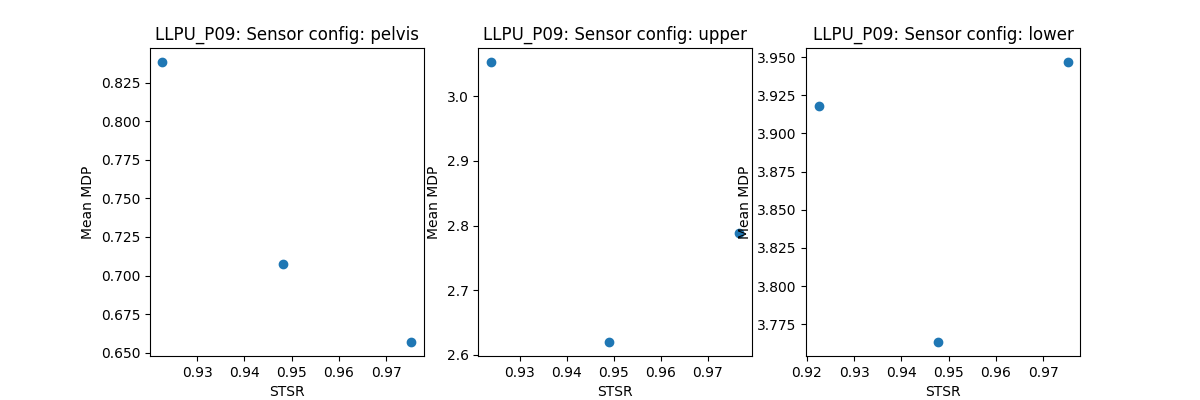 LLPU_P09: Sensor config: pelvis
0.825
0.800
0.775
0.750
0.725
0.700
0.675
0.650
Mean MDP
0.93 0.94 0.95 0.96 0.97
STSR
LLPU_P09: Sensor config: upper
3.0
2.9
2.8
2.7
2.6
Mean MDP
0.93 0.94 0.95 0.96 0.97
STSR
LLPU_P09: Sensor config: lower
3.950
3.925
3.900
3.875
3.850
3.825
3.800
3.775
Mean MDP
0.92 0.93 0.94 0.95 0.96 0.97
STSR